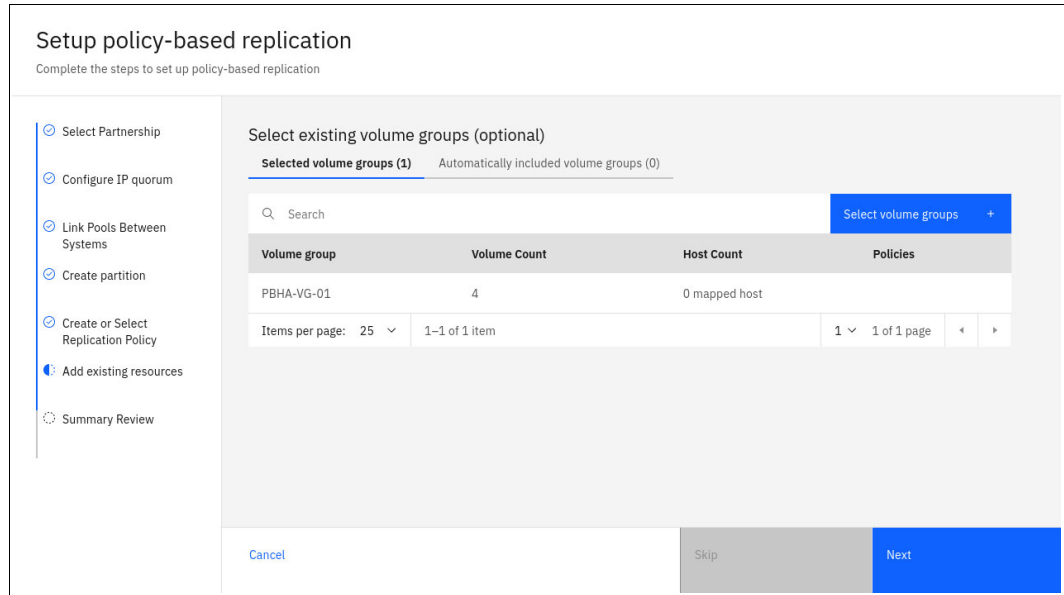 Setup policy-based replication
Complete the steps to set up policy-based replication
Select Partnership
Configure IP quorum
Link Pools Between
Systems
Create partition
Create or Select
Replication Policy
Add existing resources
Summary Review
Select existing volume groups (optional)
Selected volume groups (1) Automatically included volume groups (0)
Search Select volume groups +
Volume group Volume Count Host Count Policies
PBHA-VG-01 4 0 mapped host
Items per page: 25 1–1 of 1 item 1 1 of 1 page
Cancel Skip Next